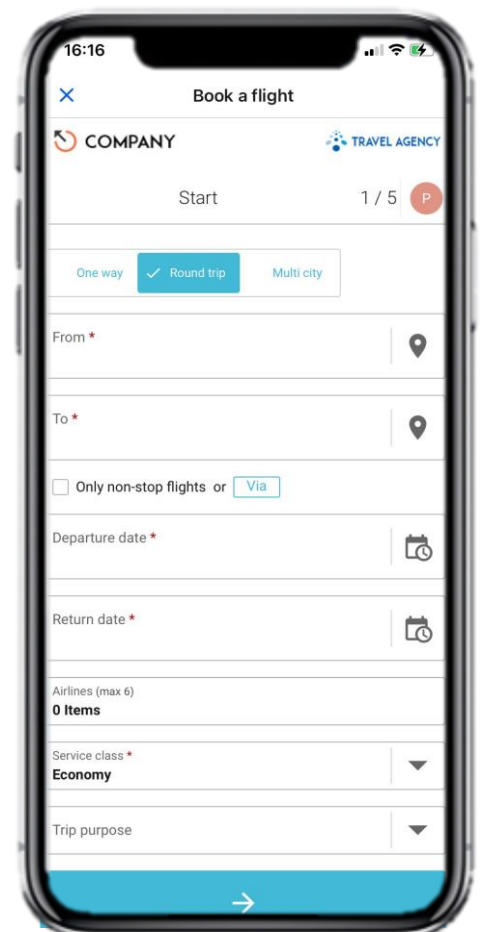 16:16
Book a flight
COMPANY TRAVEL AGENCY
Start 1 / 5 P
One way Round trip Multi city
From *
To *
Only non-stop flights or Via
Departure date *
Return date *
Airlines (max 6)
0 Items
Service class *
Economy
Trip purpose